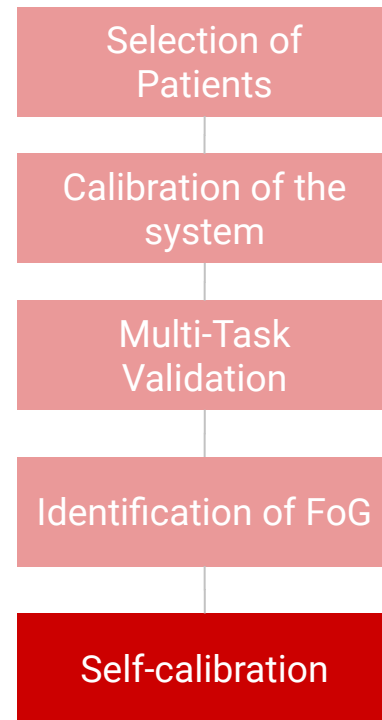 Selection of
Patients
Calibration of the
system
Multi-Task
Validation
Identification of FoG
Self-calibration